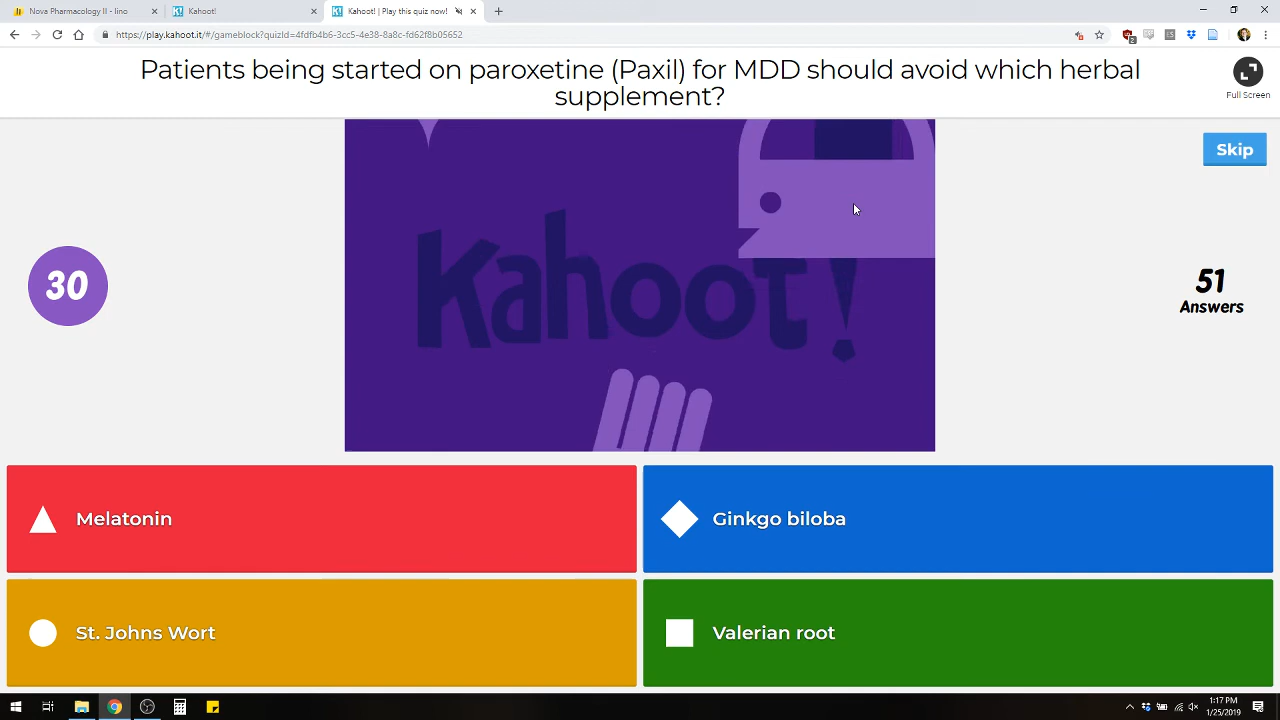 Nova Pharmacology II - lino
Kahoot!
Kahoot! | Play this quiz now!
https://play.kahoot.it/#/gameblock?quizId=4fdfb4b6-3cc5-4e38-8a8c-fd62f8b05652
2
Patients being started on paroxetine (Paxil) for MDD should avoid which herbal
supplement?
Full Screen
Skip
30
Kahoot!
51
Answers
Melatonin
Ginkgo biloba
St. Johns Wort
Valerian root
1:17 PM
1/25/2019